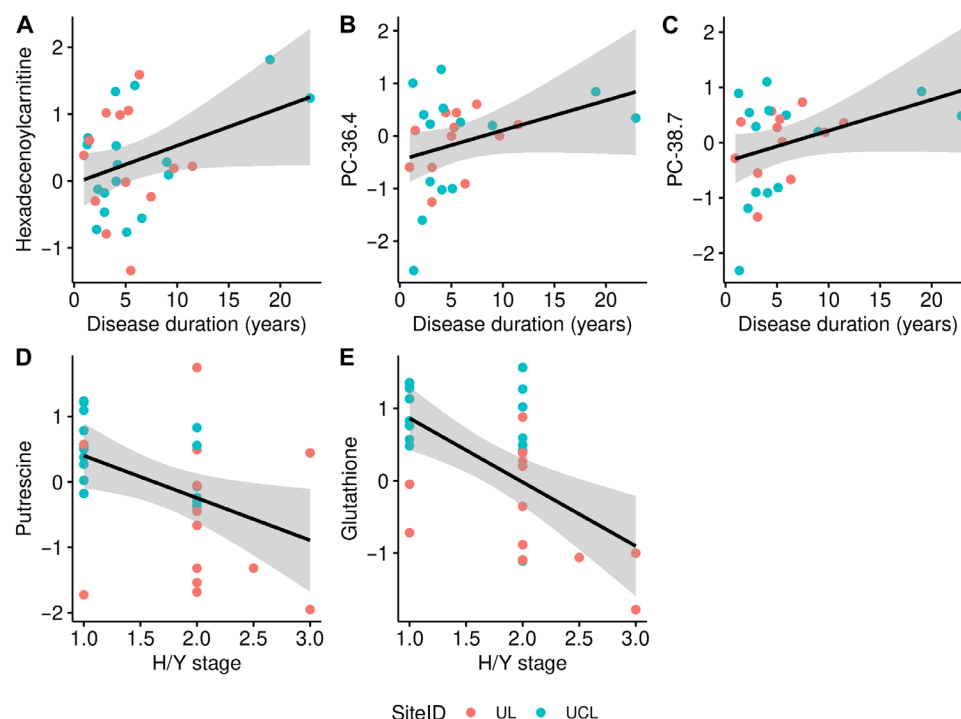 A
B
C
Hexadecenoylcarnitine
2
1
0
−1
0
5
10
15
20
Disease duration (years)
PC-36.4
2
1
0
−1
−2
0
5
10
15
20
Disease duration (years)
PC-38.7
2
1
0
−1
−2
0
5
10
15
20
Disease duration (years)
D
E
Putrescine
1
0
−1
−2
1.0
1.5
2.0
2.5
3.0
H/Y stage
Glutathione
1
0
−1
1.0
1.5
2.0
2.5
3.0
H/Y stage
SiteID UL UCL